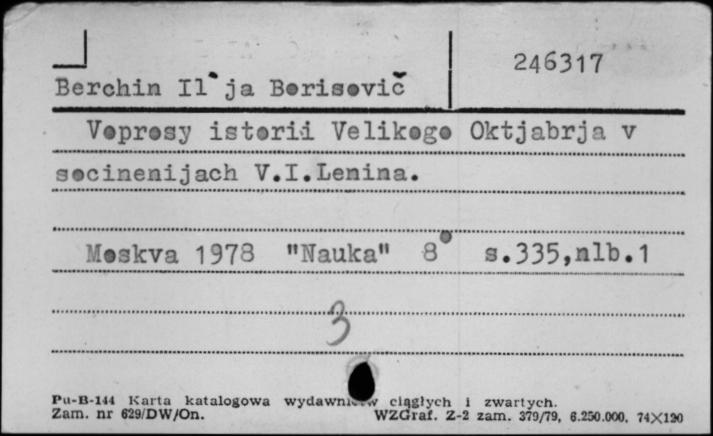 246317
Berchin Il`ja Borisovič
Voprosy istorii Velikogo Oktjabrja v
socinenijach V.I.Lenina.
Moskva 1978 "Nauka" 8° s.335,nlb.1
3
Pu-B-144 Karta katalogowa wydawnictw ciągłych i zwartych.
Zam. nr 629/DW/On. WZGraf. Z-2 zam. 379/79, 6.250.000. 74X120